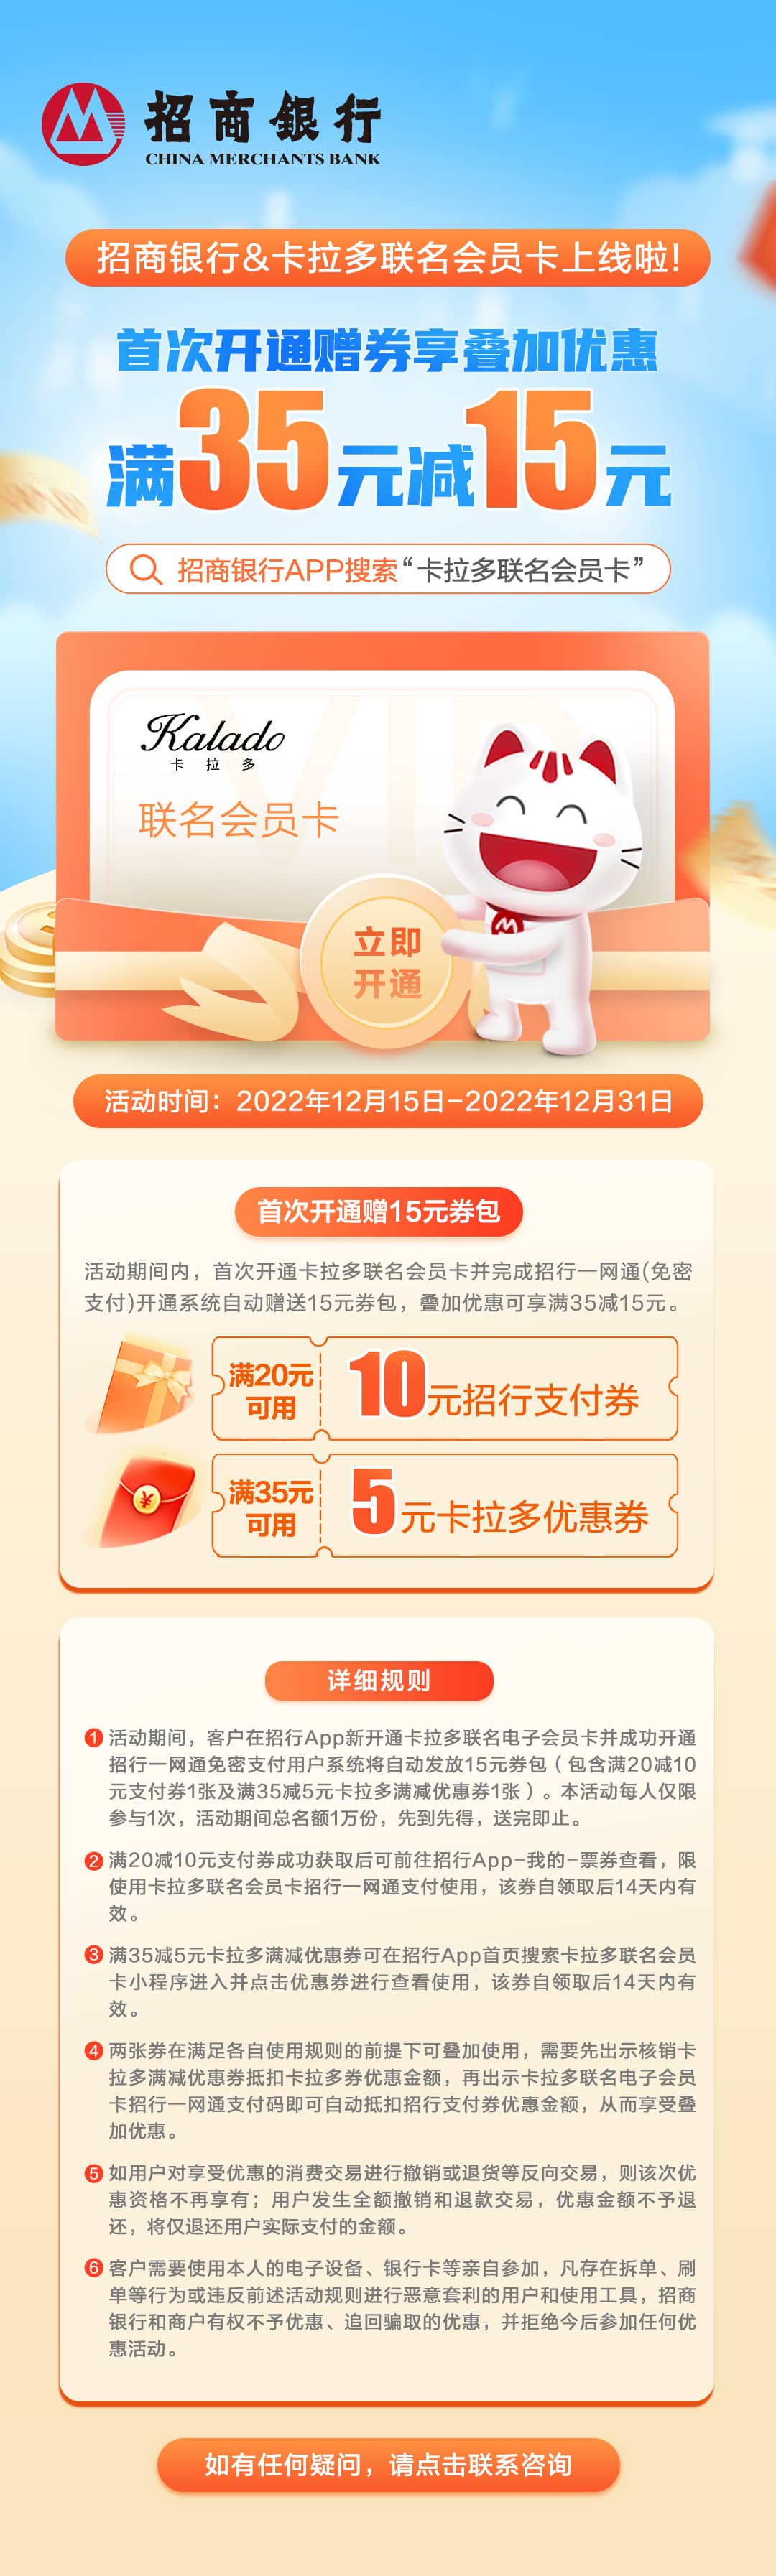 招商銀行
CHINA MERCHANTS BANK
招商银行&卡拉多联名会员卡上线啦!
首次开通赠券享叠加优惠
满35元减15元
招商银行APP搜索“卡拉多联名会员卡”
VIP
Kalado
卡拉多
联名会员卡
立即
开通
活动时间：2022年12月15日-2022年12月31日
首次开通赠15元券包
活动期间内，首次开通卡拉多联名会员卡并完成招行一网通(免密
支付)开通系统自动赠送15元券包，叠加优惠可享满35减15元。
满20元
可用
10元招行支付券
¥
满35元
可用
5元卡拉多优惠券
详细规则
1 活动期间，客户在招行App新开通卡拉多联名电子会员卡并成功开通
招行一网通免密支付用户系统将自动发放15元券包（包含满20减10
元支付券1张及满35减5元卡拉多满减优惠券1张）。本活动每人仅限
参与1次，活动期间总名额1万份，先到先得，送完即止。
2 满20减10元支付券成功获取后可前往招行App-我的-票券查看，限
使用卡拉多联名会员卡招行一网通支付使用，该券自领取后14天内有
效。
3 满35减5元卡拉多满减优惠券可在招行App首页搜索卡拉多联名会员
卡小程序进入并点击优惠券进行查看使用，该券自领取后14天内有
效。
4 两张券在满足各自使用规则的前提下可叠加使用，需要先出示核销卡
拉多满减优惠券抵扣卡拉多券优惠金额，再出示卡拉多联名电子会员
卡招行一网通支付码即可自动抵扣招行支付券优惠金额，从而享受叠
加优惠。
5 如用户对享受优惠的消费交易进行撤销或退货等反向交易，则该次优
惠资格不再享有；用户发生全额撤销和退款交易，优惠金额不予退
还，将仅退还用户实际支付的金额。
6 客户需要使用本人的电子设备、银行卡等亲自参加，凡存在拆单、刷
单等行为或违反前述活动规则进行恶意套利的用户和使用工具，招商
银行和商户有权不予优惠、追回骗取的优惠，并拒绝今后参加任何优
惠活动。
如有任何疑问，请点击联系咨询